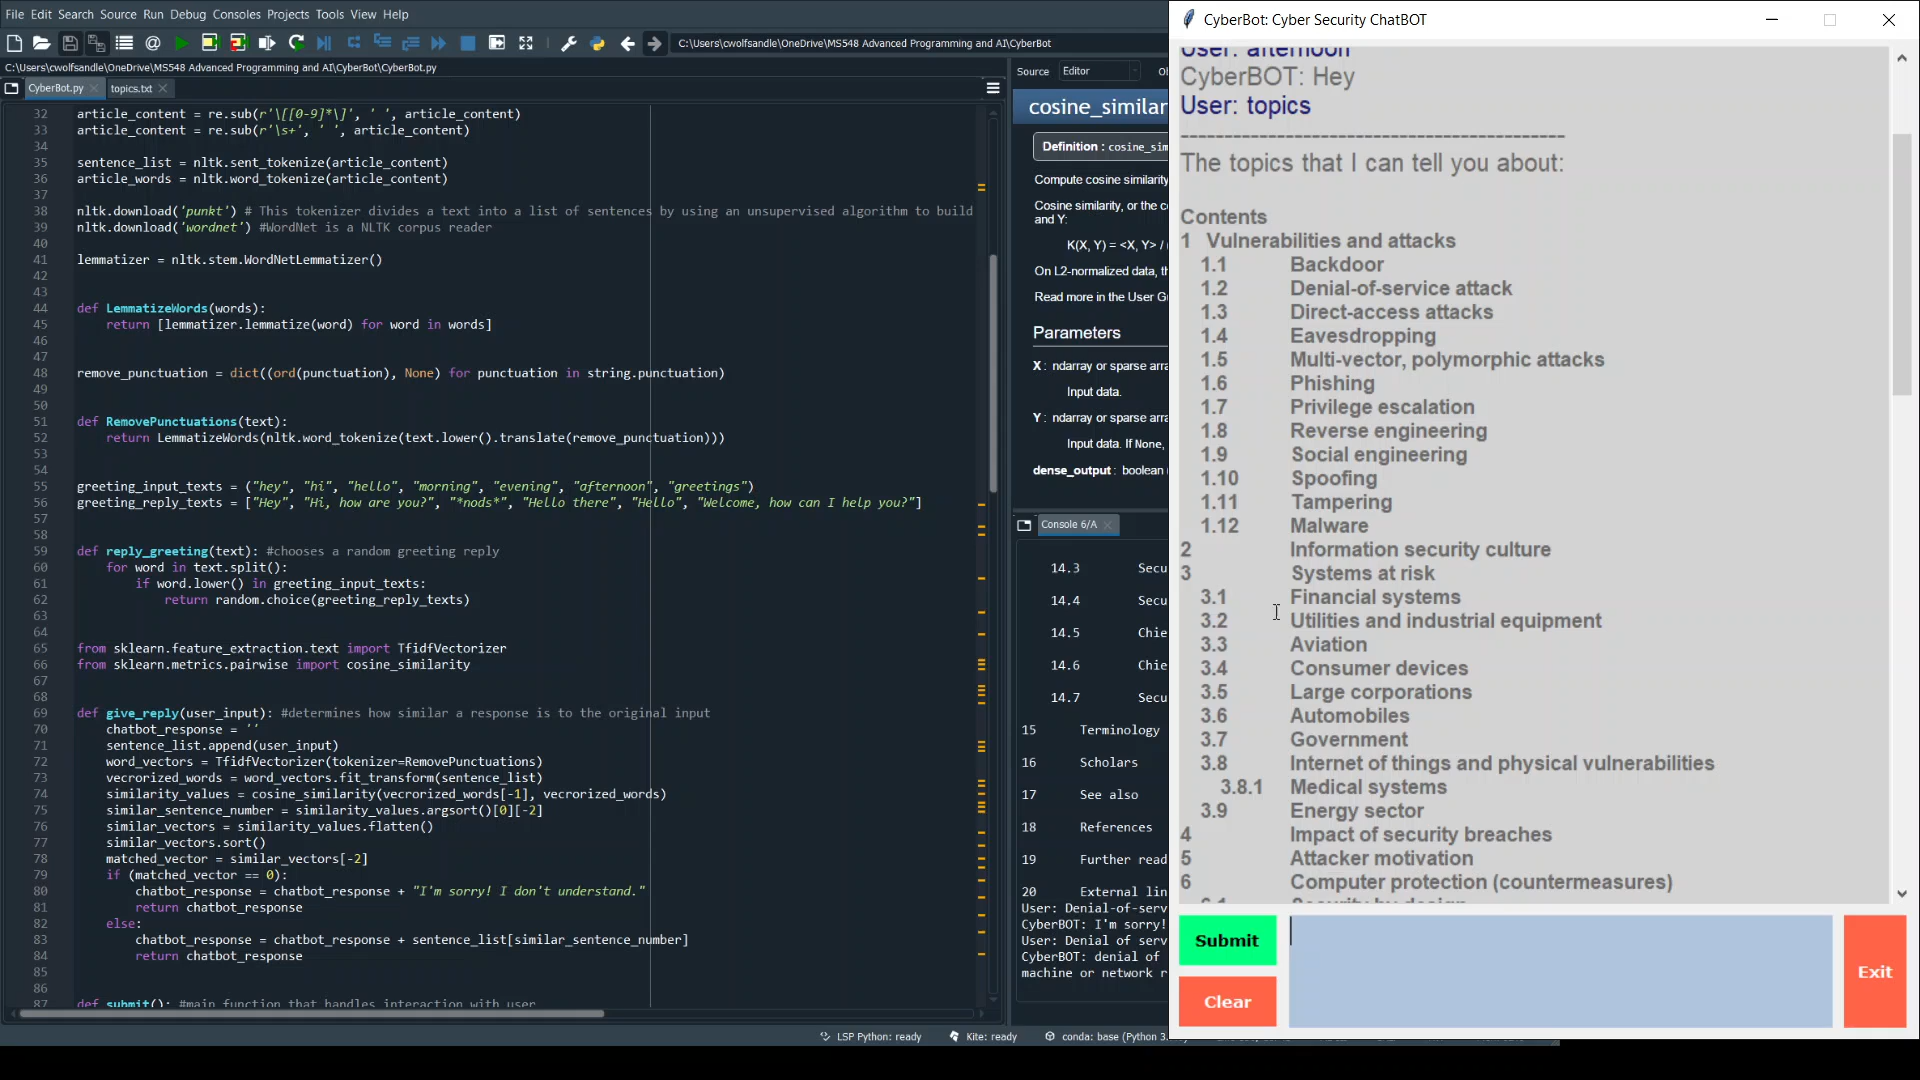 File Edit Search Source Run Debug Consoles Projects Tools View Help
C:\Users\cwolfsandle\OneDrive\MS548 Advanced Programming and AI\CyberBot
C:\Users\cwolfsandle\OneDrive\MS548 Advanced Programming and AI\CyberBot\CyberBot.py
CyberBot.py
topics.txt
32 article_content = re.sub(r'\[[0-9]*\]', ' ', article_content)
33 article_content = re.sub(r'\s+', ' ', article_content)
34
35 sentence_list = nltk.sent_tokenize(article_content)
36 article_words = nltk.word_tokenize(article_content)
37
38 nltk.download('punkt') # This tokenizer divides a text into a list of sentences by using an unsupervised algorithm to build
39 nltk.download('wordnet') #WordNet is a NLTK corpus reader
40
41 lemmatizer = nltk.stem.WordNetLemmatizer()
42
43
44 def LemmatizeWords(words):
45 return [lemmatizer.lemmatize(word) for word in words]
46
47
48 remove_punctuation = dict((ord(punctuation), None) for punctuation in string.punctuation)
49
50
51 def RemovePunctuations(text):
52 return LemmatizeWords(nltk.word_tokenize(text.lower().translate(remove_punctuation)))
53
54
55 greeting_input_texts = ("hey", "hi", "hello", "morning", "evening", "afternoon", "greetings")
56 greeting_reply_texts = ["Hey", "Hi, how are you?", "*nods*", "Hello there", "Hello", "Welcome, how can I help you?"]
57
58
59 def reply_greeting(text): #chooses a random greeting reply
60 for word in text.split():
61 if word.lower() in greeting_input_texts:
62 return random.choice(greeting_reply_texts)
63
64
65 from sklearn.feature_extraction.text import TfidfVectorizer
66 from sklearn.metrics.pairwise import cosine_similarity
67
68
69 def give_reply(user_input): #determines how similar a response is to the original input
70 chatbot_response = ''
71 sentence_list.append(user_input)
72 word_vectors = TfidfVectorizer(tokenizer=RemovePunctuations)
73 vecrorized_words = word_vectors.fit_transform(sentence_list)
74 similarity_values = cosine_similarity(vecrorized_words[-1], vecrorized_words)
75 similar_sentence_number = similarity_values.argsort()[0][-2]
76 similar_vectors = similarity_values.flatten()
77 similar_vectors.sort()
78 matched_vector = similar_vectors[-2]
79 if (matched_vector == 0):
80 chatbot_response = chatbot_response + "I'm sorry! I don't understand."
81 return chatbot_response
82 else:
83 chatbot_response = chatbot_response + sentence_list[similar_sentence_number]
84 return chatbot_response
85
86
87 def submit(): #main function that handles interaction with user
Source Editor
cosine_similar
Definition : cosine_sim
Compute cosine similarity
Cosine similarity, or the c
and Y:
K(X, Y) = <X, Y> /
On L2-normalized data, th
Read more in the User G
Parameters
X : ndarray or sparse arra
Input data.
Y : ndarray or sparse arra
Input data. If None,
dense_output : boolean
Console 6/A
14.3 Secu
14.4 Secu
14.5 Chie
14.6 Chie
14.7 Secu
15 Terminology
16 Scholars
17 See also
18 References
19 Further read
20 External lin
User: Denial-of-serv
CyberBOT: I'm sorry!
User: Denial of serv
CyberBOT: denial of
machine or network r
LSP Python: ready
Kite: ready
conda: base (Python 3.
CyberBot: Cyber Security ChatBOT
User: afternoon
CyberBOT: Hey
User: topics
--------------------------------------------
The topics that I can tell you about:
Contents
1 Vulnerabilities and attacks
1.1 Backdoor
1.2 Denial-of-service attack
1.3 Direct-access attacks
1.4 Eavesdropping
1.5 Multi-vector, polymorphic attacks
1.6 Phishing
1.7 Privilege escalation
1.8 Reverse engineering
1.9 Social engineering
1.10 Spoofing
1.11 Tampering
1.12 Malware
2 Information security culture
3 Systems at risk
3.1 Financial systems
3.2 Utilities and industrial equipment
3.3 Aviation
3.4 Consumer devices
3.5 Large corporations
3.6 Automobiles
3.7 Government
3.8 Internet of things and physical vulnerabilities
3.8.1 Medical systems
3.9 Energy sector
4 Impact of security breaches
5 Attacker motivation
6 Computer protection (countermeasures)
6.1 Security by design
Submit
Clear
Exit